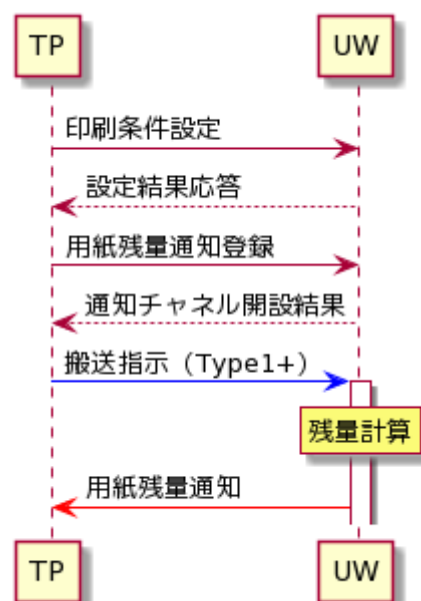 TP
UW
印刷条件設定
設定結果応答
用紙残量通知登録
通知チャネル開設結果
搬送指示（Type1+）
残量計算
用紙残量通知
TP
UW